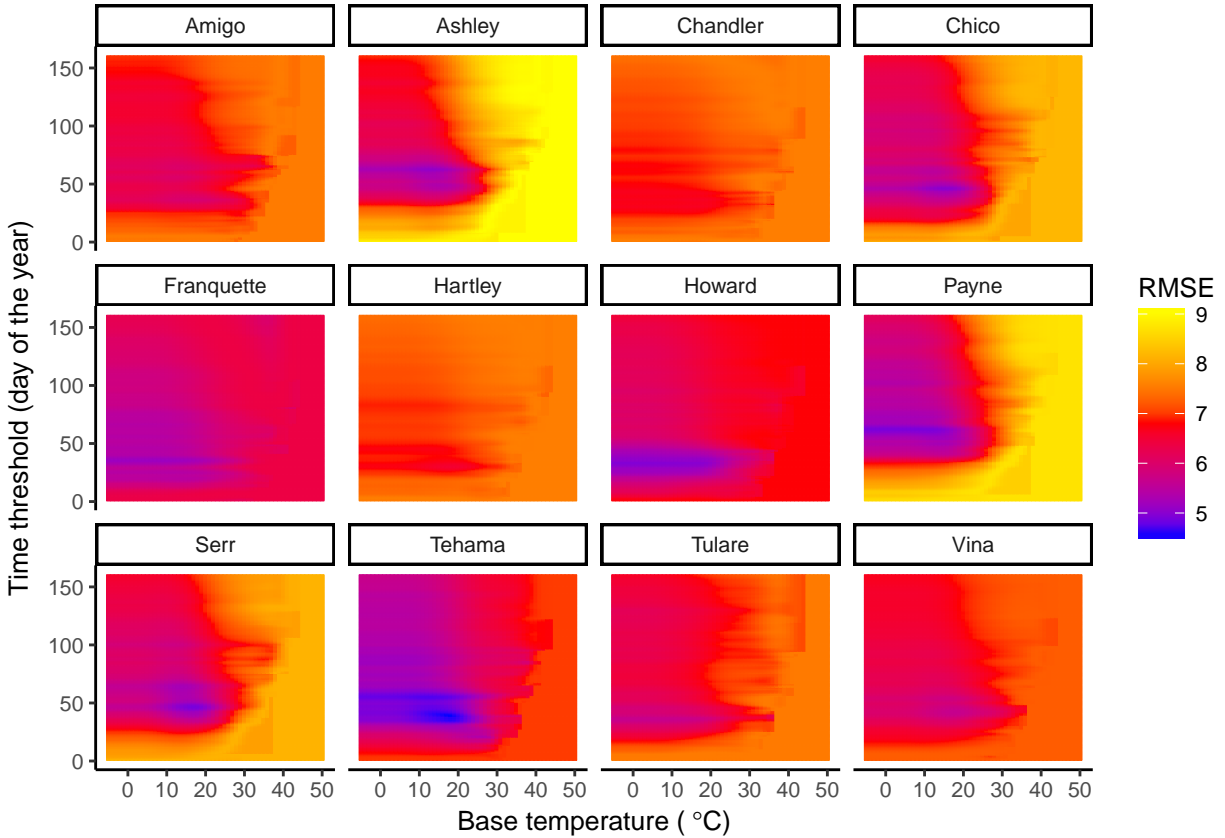 Amigo
Ashley
Chandler
Chico
150
100
50
0
Franquette
Hartley
Howard
Payne
150
100
50
0
Serr
Tehama
Tulare
Vina
150
100
50
0
0 10 20 30 40 50
0 10 20 30 40 50
0 10 20 30 40 50
0 10 20 30 40 50
Base temperature ( °C)
Time threshold (day of the year)
RMSE
9
8
7
6
5